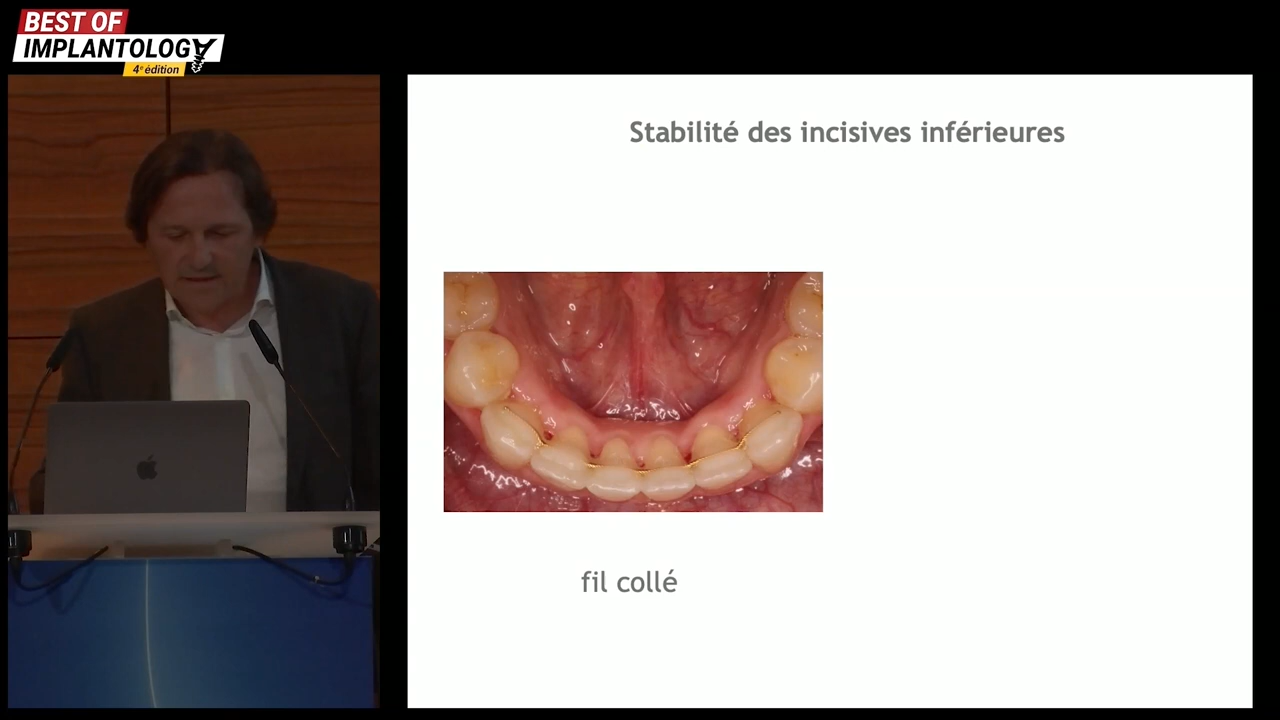 BEST OF
IMPLANTOLOGY
4e édition
Stabilité des incisives inférieures
fil collé